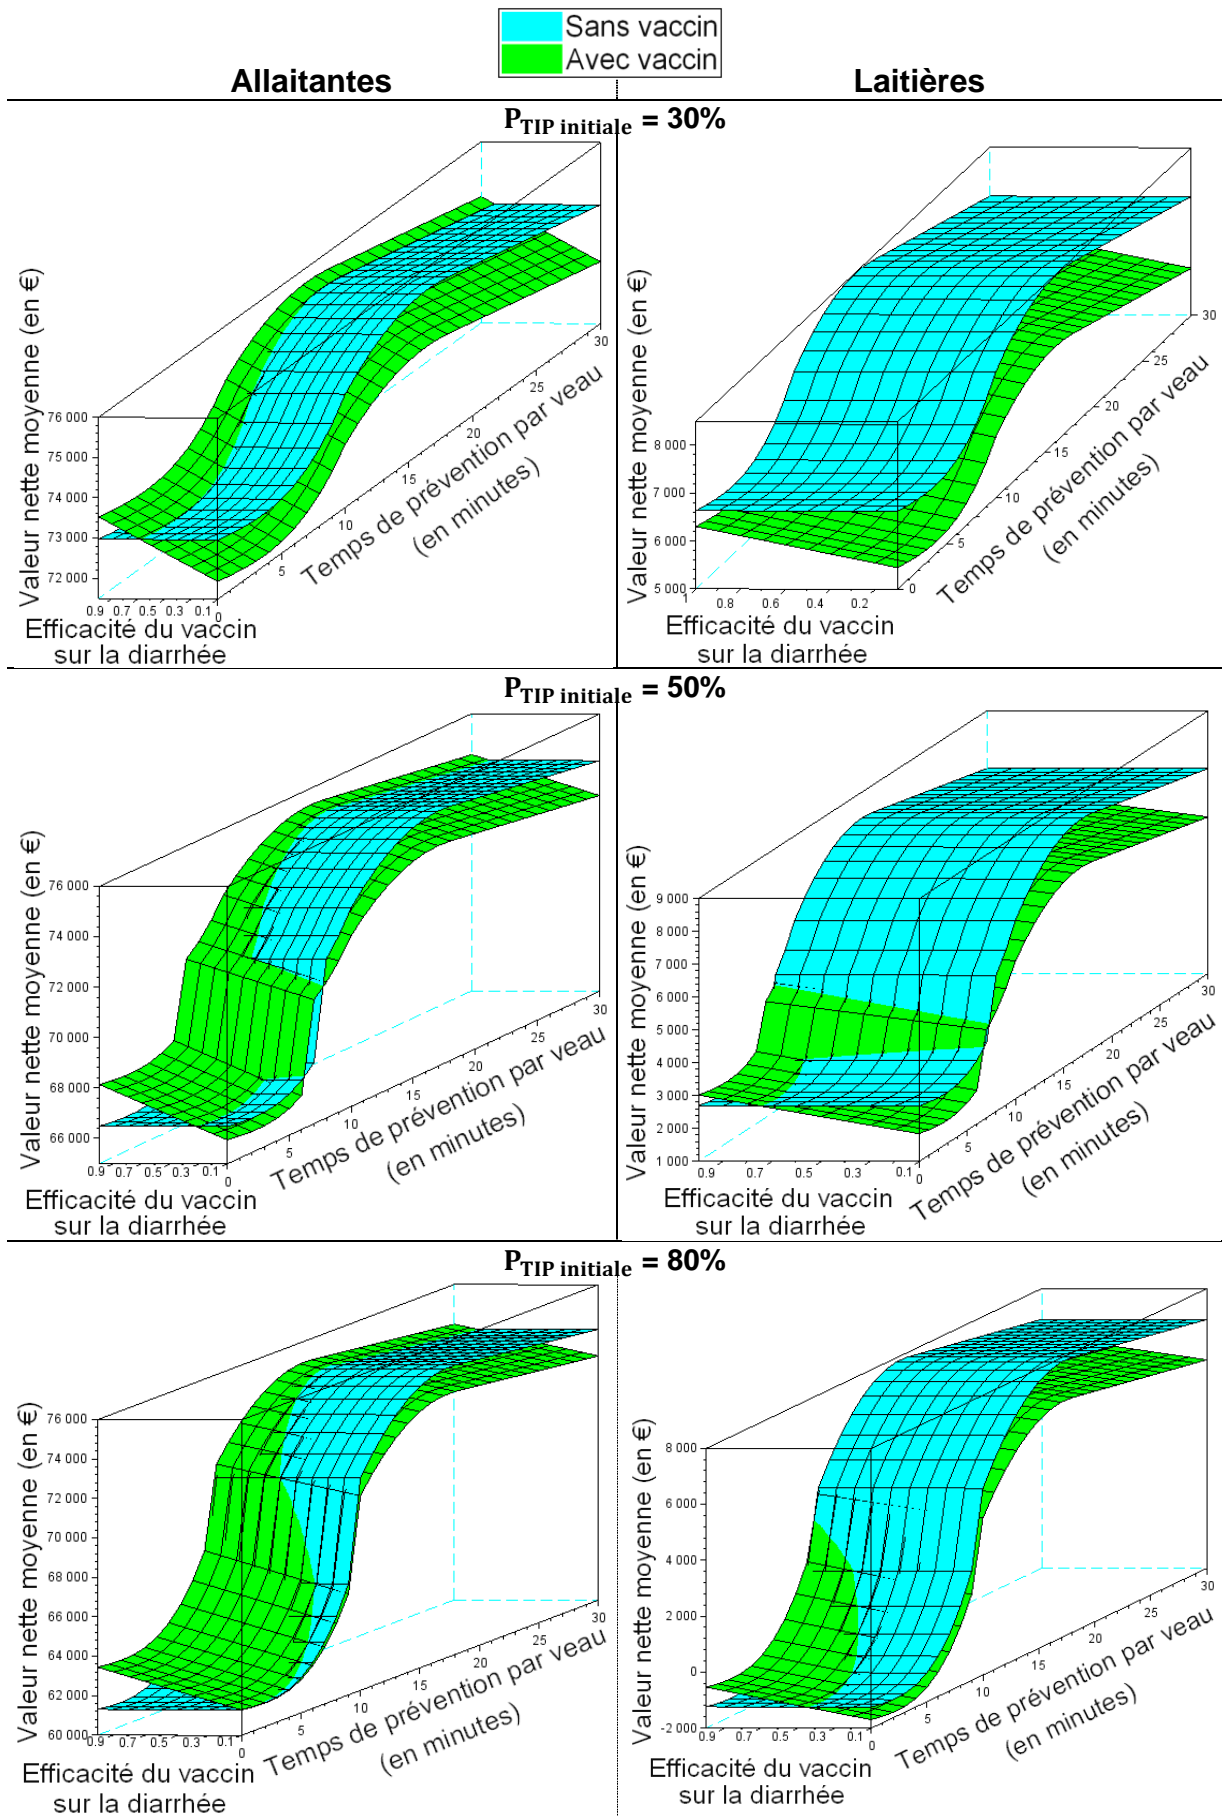 Sans vaccin
Avec vaccin
Allaitantes
Laitières
P_TIP initiale = 30%
Valeur nette moyenne (en €)
76 000
75 000
74 000
73 000
72 000
0.9 0.7 0.5 0.3 0.1
Efficacité du vaccin
sur la diarrhée
0 5 10 15 20 25 30
Temps de prévention par veau
(en minutes)
Valeur nette moyenne (en €)
8 000
7 000
6 000
5 000
1 0.8 0.6 0.4 0.2
Efficacité du vaccin
sur la diarrhée
0 5 10 15 20 25 30
Temps de prévention par veau
(en minutes)
P_TIP initiale = 50%
Valeur nette moyenne (en €)
76 000
74 000
72 000
70 000
68 000
66 000
0.9 0.7 0.5 0.3 0.1
Efficacité du vaccin
sur la diarrhée
0 5 10 15 20 25 30
Temps de prévention par veau
(en minutes)
Valeur nette moyenne (en €)
9 000
7 000
6 000
5 000
4 000
3 000
2 000
1 000
0.9 0.7 0.5 0.3 0.1
Efficacité du vaccin
sur la diarrhée
0 5 10 15 20 25 30
Temps de prévention par veau
(en minutes)
P_TIP initiale = 80%
Valeur nette moyenne (en €)
76 000
74 000
72 000
70 000
68 000
66 000
64 000
62 000
60 000
0.9 0.7 0.5 0.3 0.1
Efficacité du vaccin
sur la diarrhée
0 5 10 15 20 25 30
Temps de prévention par veau
(en minutes)
Valeur nette moyenne (en €)
8 000
6 000
4 000
2 000
0
-2 000
0.9 0.7 0.5 0.3 0.1
Efficacité du vaccin
sur la diarrhée
0 5 10 15 20 25 30
Temps de prévention par veau
(en minutes)